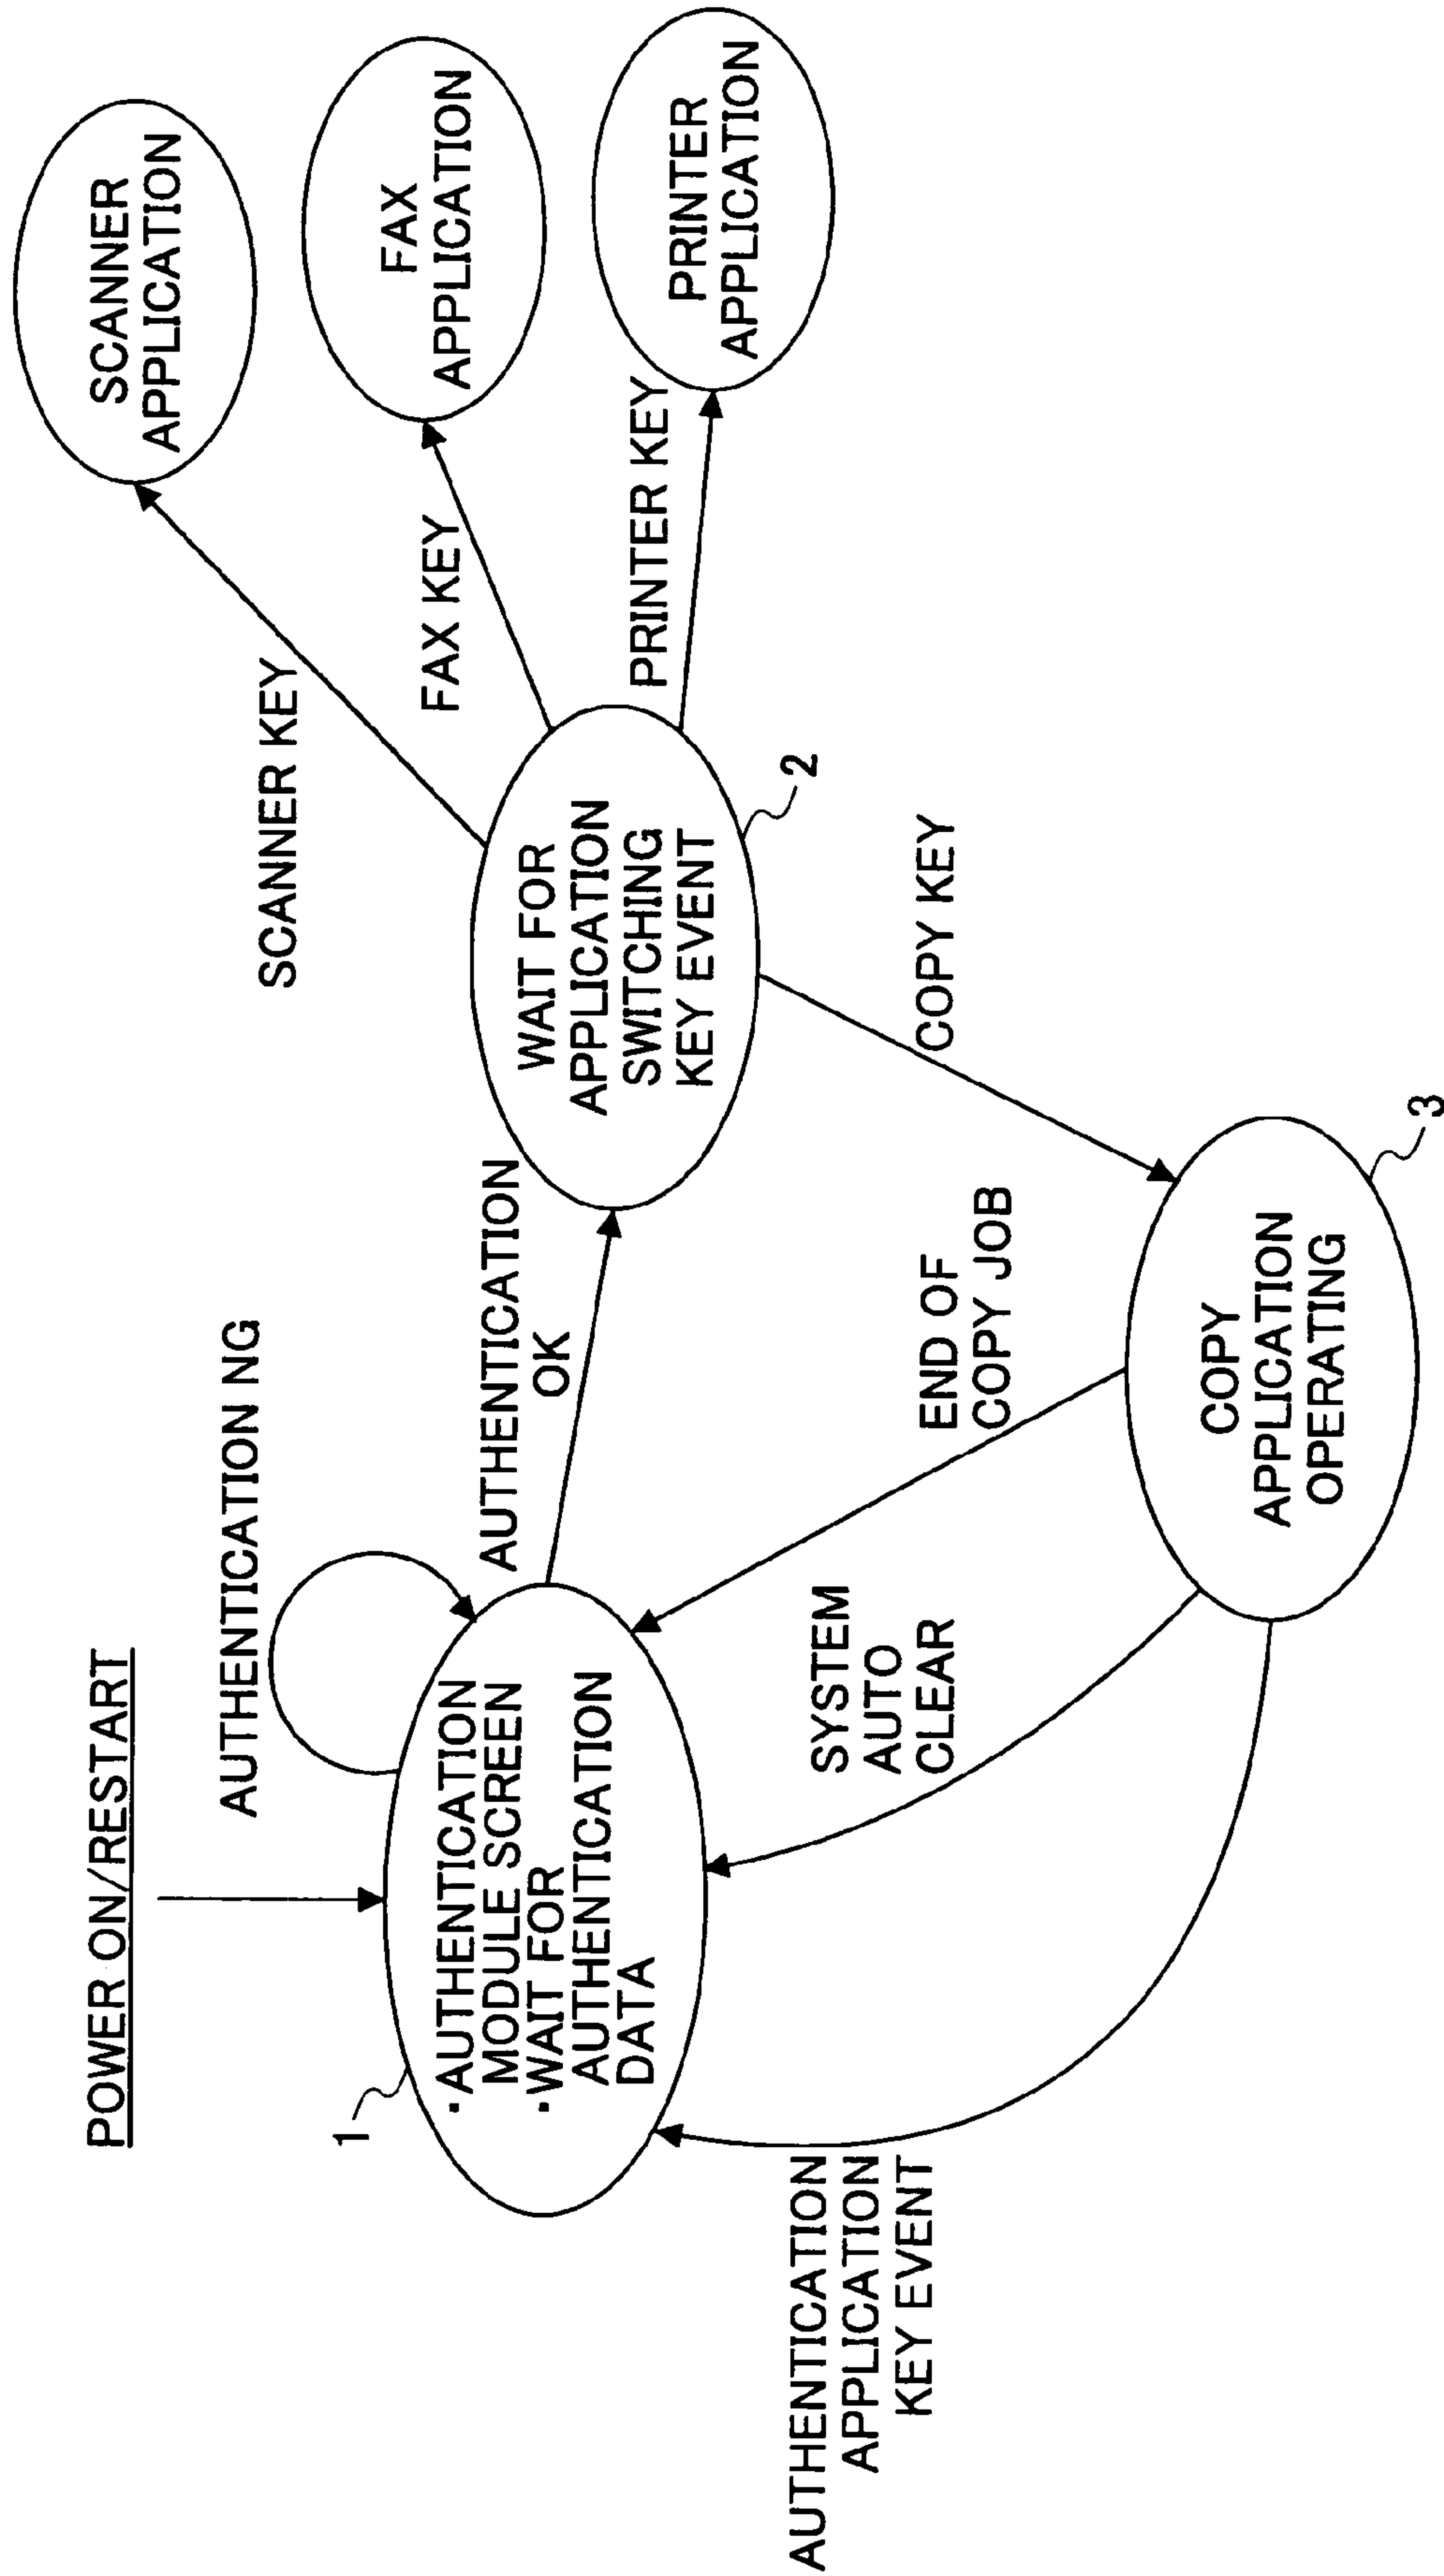 POWER ON/RESTART
AUTHENTICATION NG
1
·AUTHENTICATION
MODULE SCREEN
·WAIT FOR
AUTHENTICATION
DATA
AUTHENTICATION
OK
WAIT FOR
APPLICATION
SWITCHING
KEY EVENT
2
SCANNER KEY
SCANNER
APPLICATION
FAX KEY
FAX
APPLICATION
PRINTER KEY
PRINTER
APPLICATION
COPY KEY
END OF
COPY JOB
SYSTEM
AUTO
CLEAR
AUTHENTICATION
APPLICATION
KEY EVENT
COPY
APPLICATION
OPERATING
3